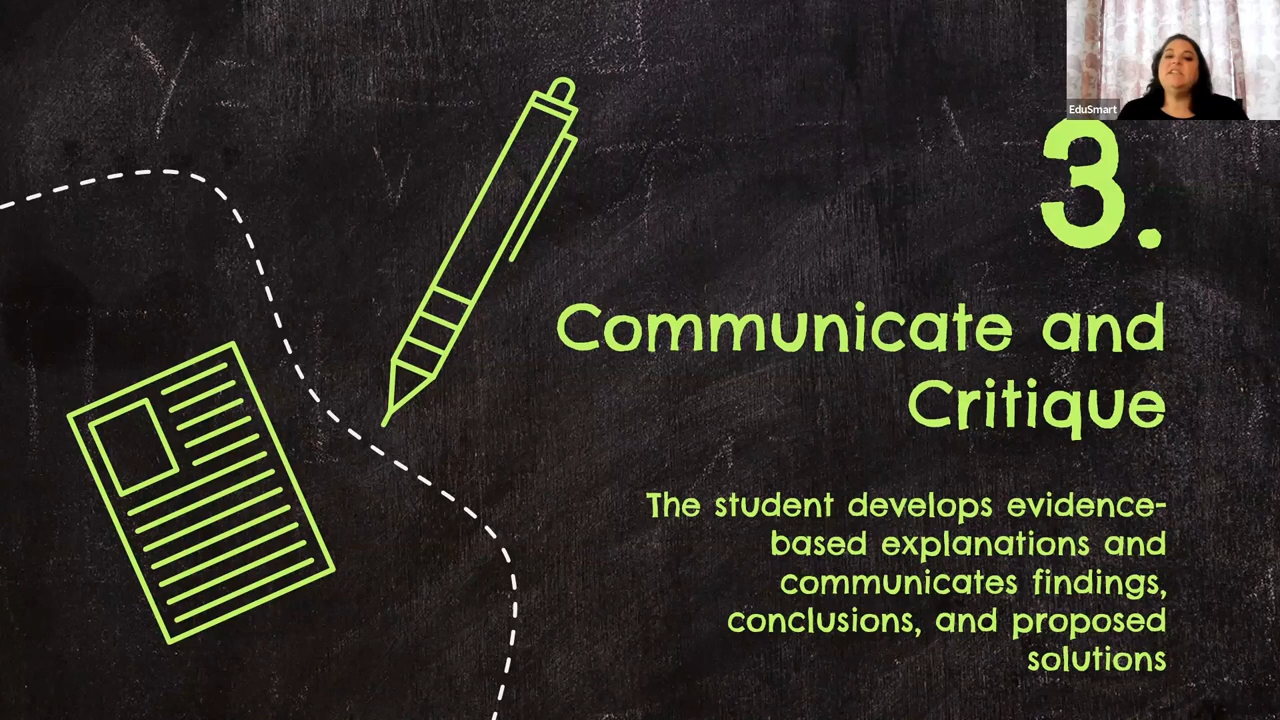 EduSmart
3.
Communicate and
Critique
The student develops evidence-
based explanations and
communicates findings,
conclusions, and proposed
solutions